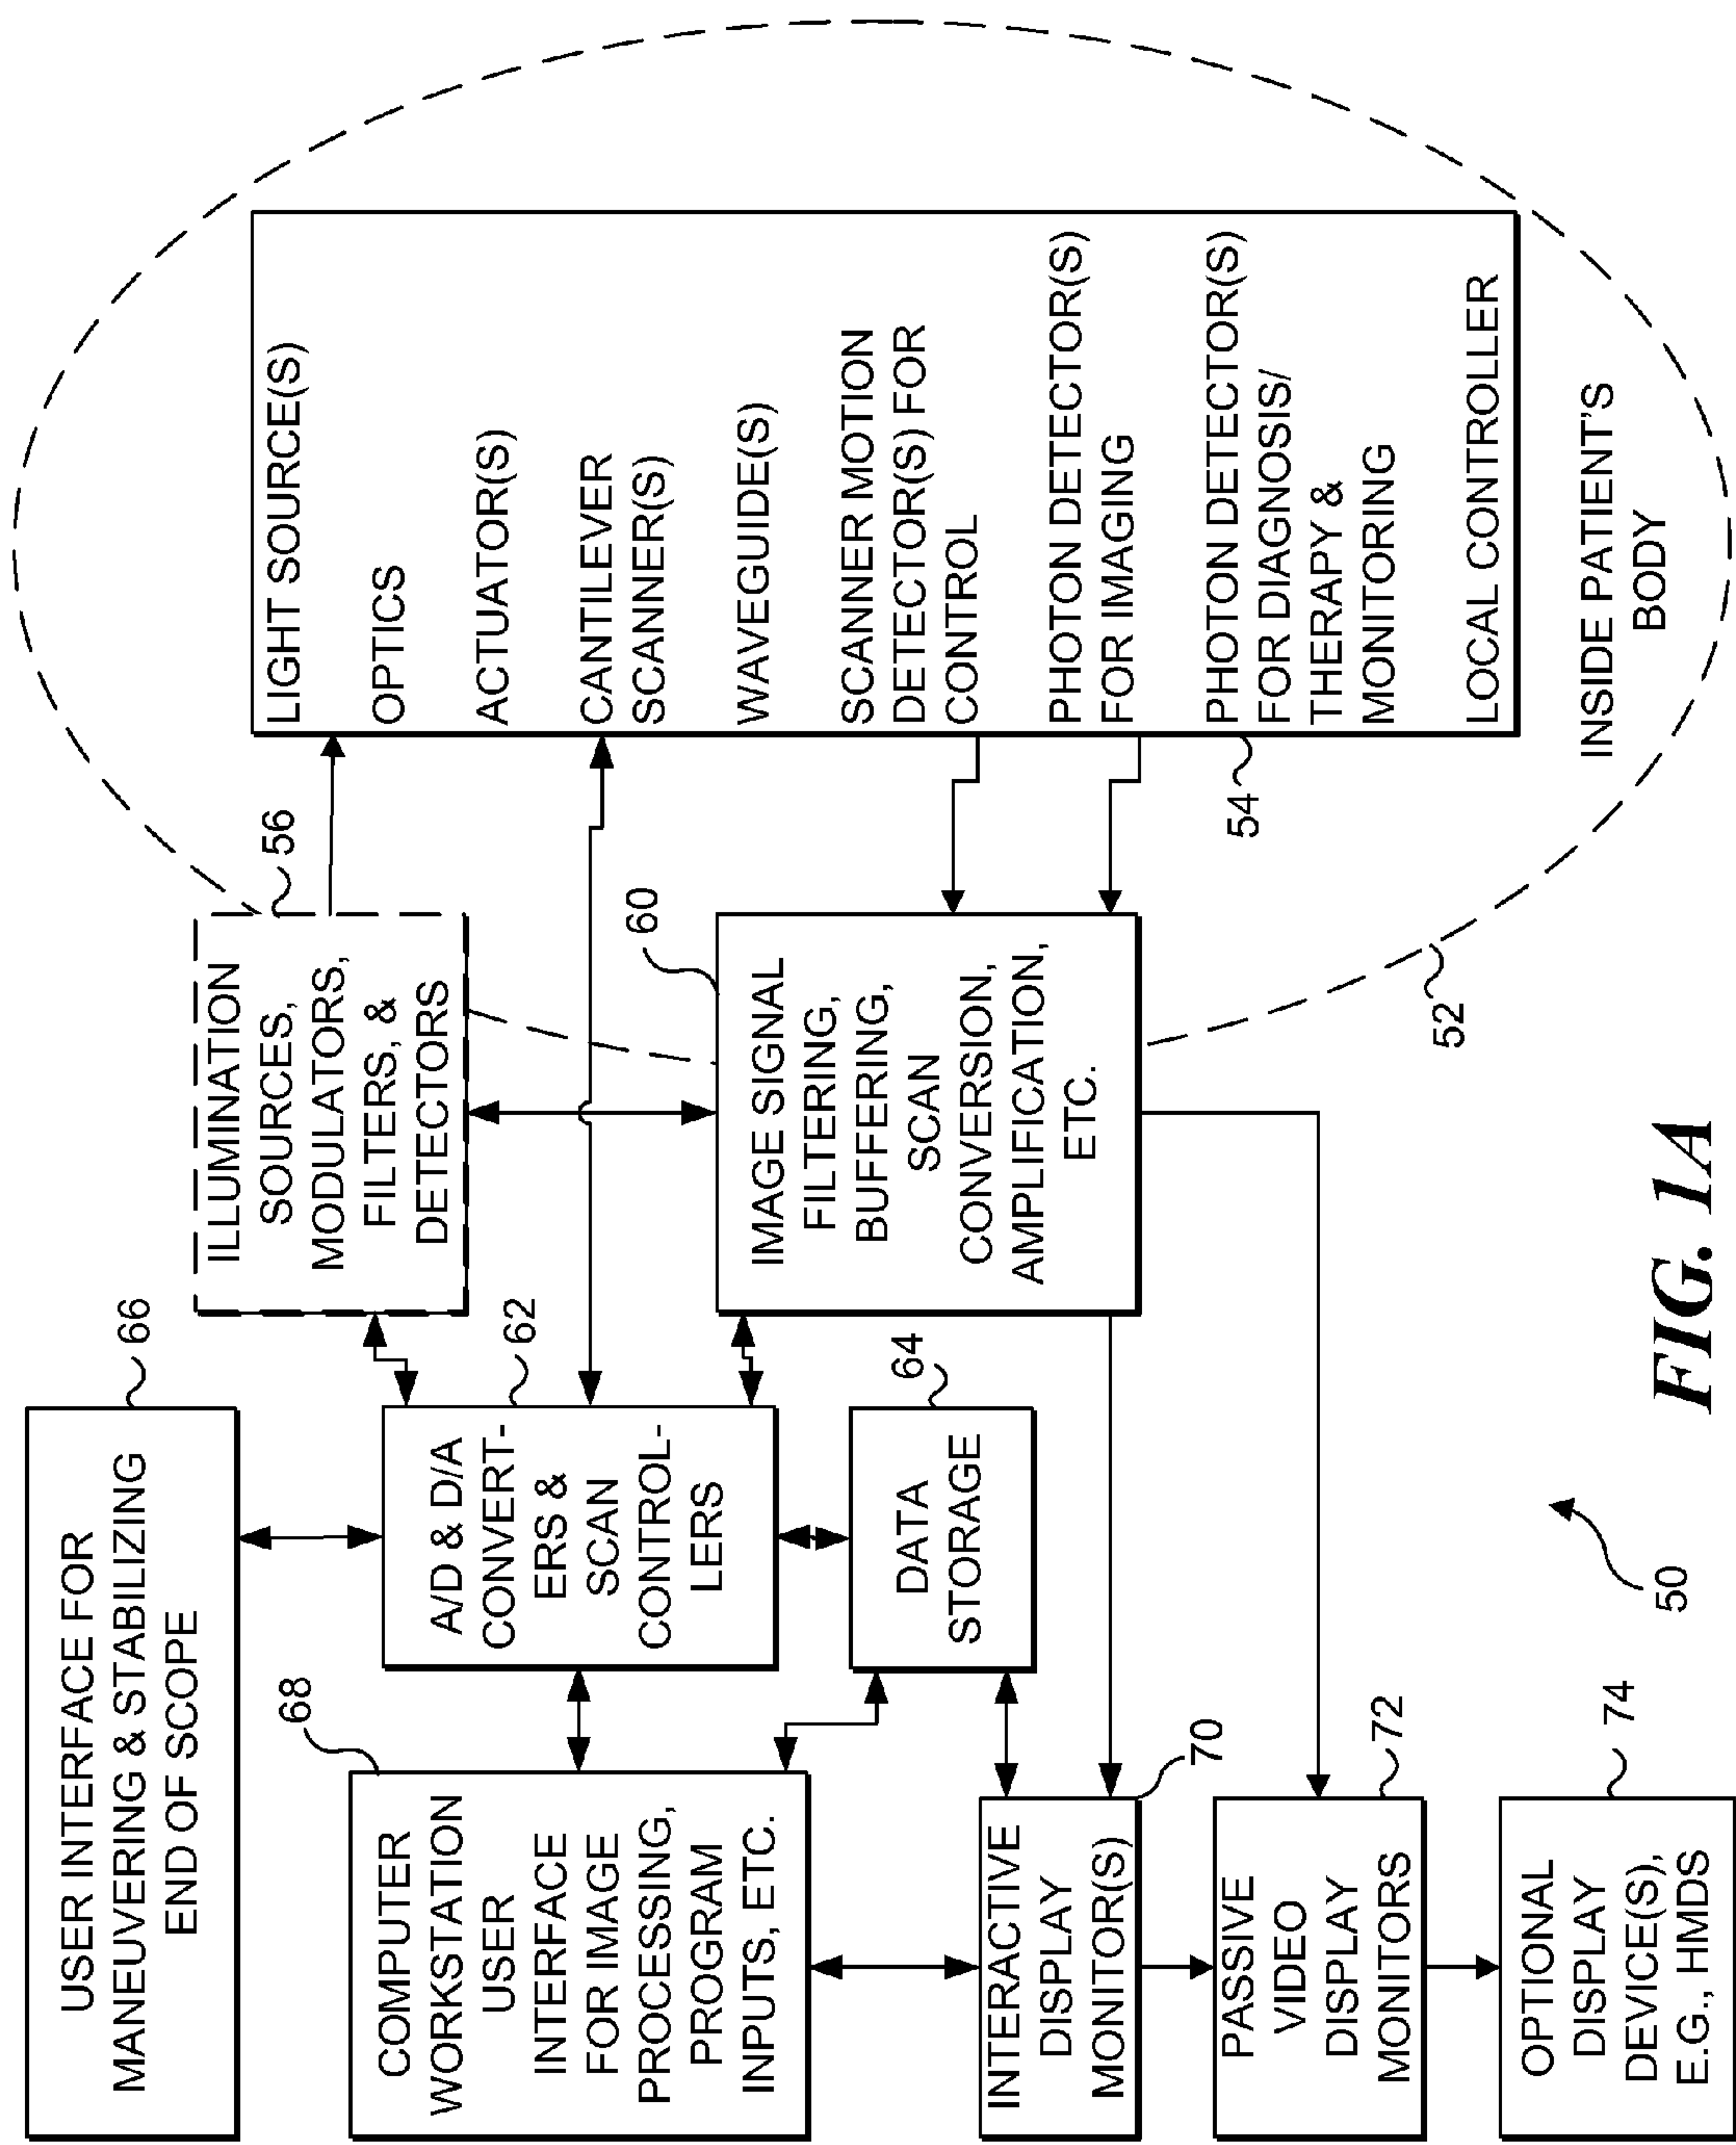 USER INTERFACE FOR
MANEUVERING & STABILIZING
END OF SCOPE
66
COMPUTER
WORKSTATION
USER
INTERFACE
FOR IMAGE
PROCESSING,
PROGRAM
INPUTS, ETC.
68
A/D & D/A
CONVERT-
ERS &
SCAN
CONTROL-
LERS
62
ILLUMINATION
SOURCES,
MODULATORS,
FILTERS, &
DETECTORS
56
DATA
STORAGE
64
IMAGE SIGNAL
FILTERING,
BUFFERING,
SCAN
CONVERSION,
AMPLIFICATION,
ETC.
60
INTERACTIVE
DISPLAY
MONITOR(S)
70
PASSIVE
VIDEO
DISPLAY
MONITORS
72
OPTIONAL
DISPLAY
DEVICE(S),
E.G., HMDS
74
LIGHT SOURCE(S)
OPTICS
ACTUATOR(S)
CANTILEVER
SCANNER(S)
WAVEGUIDE(S)
SCANNER MOTION
DETECTOR(S) FOR
CONTROL
PHOTON DETECTOR(S)
FOR IMAGING
PHOTON DETECTOR(S)
FOR DIAGNOSIS/
THERAPY &
MONITORING
LOCAL CONTROLLER
54
INSIDE PATIENT'S
BODY
52
50
FIG. 1A